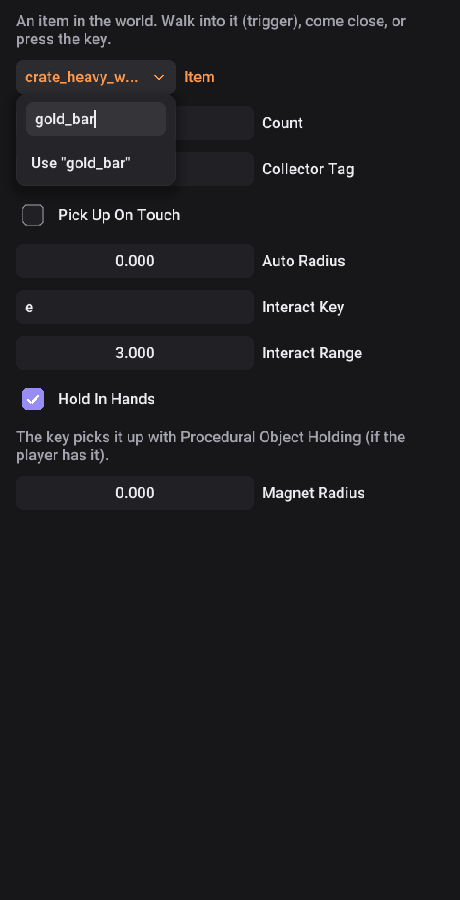 An item in the world. Walk into it (trigger), come close, or
press the key.
crate_heavy_w... Item
gold_bar
Count
Use "gold_bar"
Collector Tag
Pick Up On Touch
0.000 Auto Radius
e Interact Key
3.000 Interact Range
Hold In Hands
The key picks it up with Procedural Object Holding (if the
player has it).
0.000 Magnet Radius